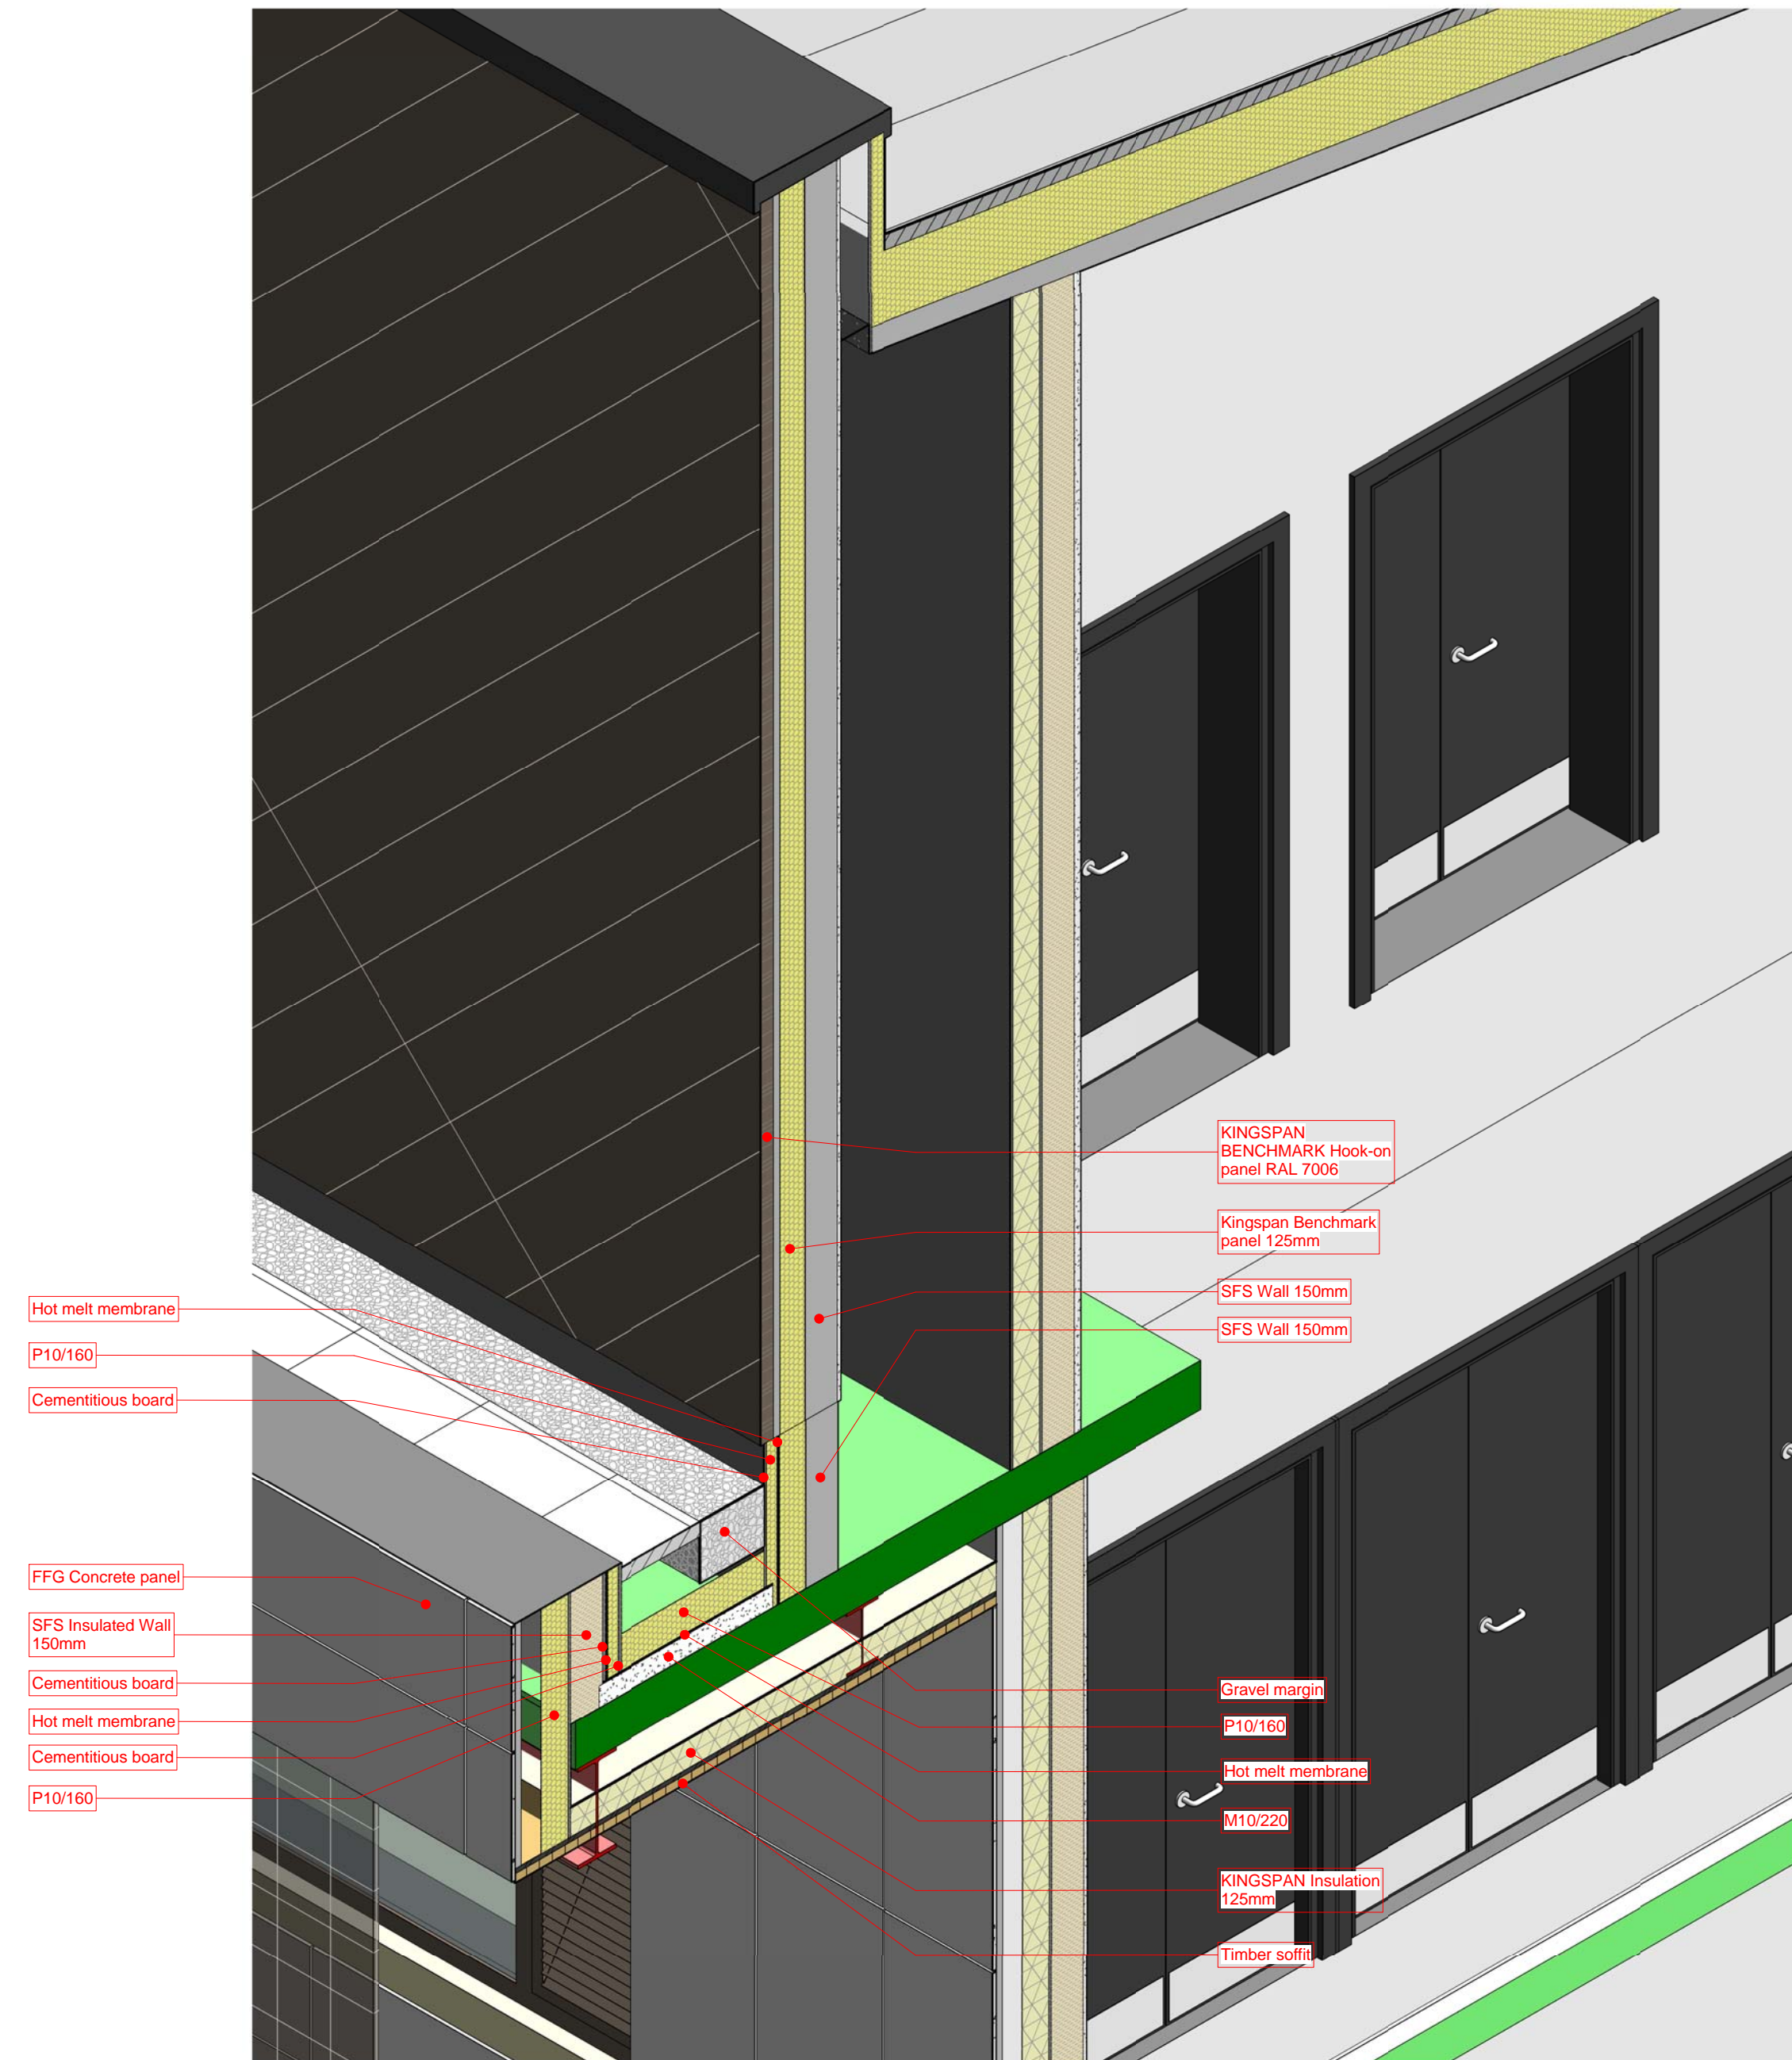 Hot melt membrane
P10/160
Cementitious board
FFG Concrete panel
SFS Insulated Wall
150mm
Cementitious board
Hot melt membrane
Cementitious board
P10/160
KINGSPAN
BENCHMARK Hook-on
panel RAL 7006
Kingspan Benchmark
panel 125mm
SFS Wall 150mm
SFS Wall 150mm
Gravel margin
P10/160
Hot melt membrane
M10/220
KINGSPAN Insulation
125mm
Timber soffit